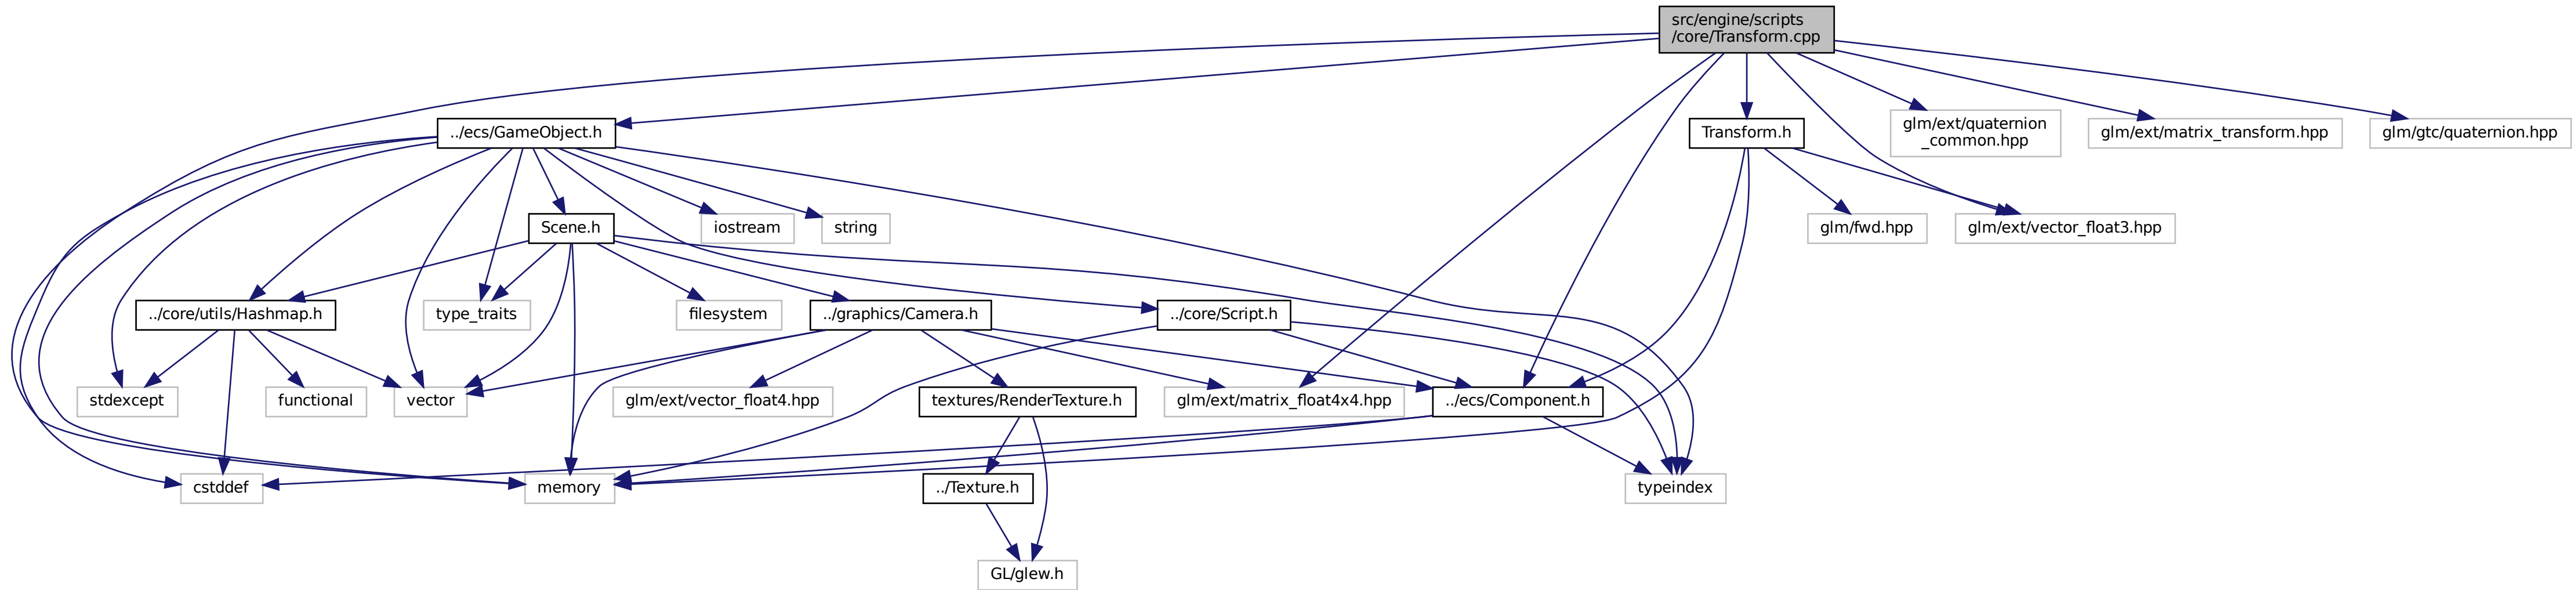 src/engine/scripts
/core/Transform.cpp
../ecs/GameObject.h
Transform.h
glm/ext/quaternion
_common.hpp
glm/ext/matrix_transform.hpp
glm/gtc/quaternion.hpp
Scene.h
iostream
string
glm/fwd.hpp
glm/ext/vector_float3.hpp
../core/utils/Hashmap.h
type_traits
filesystem
../graphics/Camera.h
../core/Script.h
stdexcept
functional
vector
glm/ext/vector_float4.hpp
textures/RenderTexture.h
glm/ext/matrix_float4x4.hpp
../ecs/Component.h
cstddef
memory
../Texture.h
typeindex
GL/glew.h